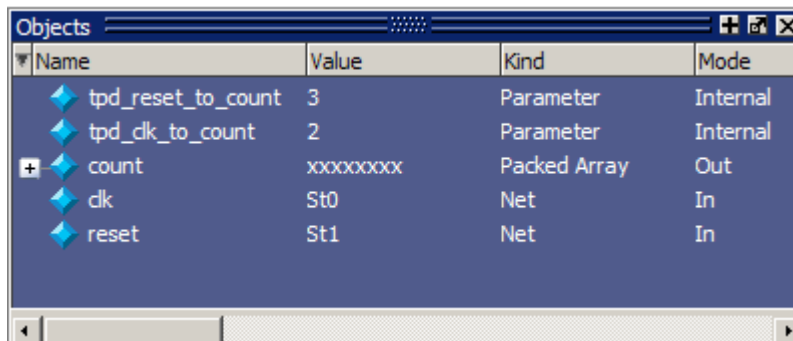 Objects
Name Value Kind Mode
tpd_reset_to_count 3 Parameter Internal
tpd_clk_to_count 2 Parameter Internal
count xxxxxxxx Packed Array Out
clk St0 Net In
reset St1 Net In